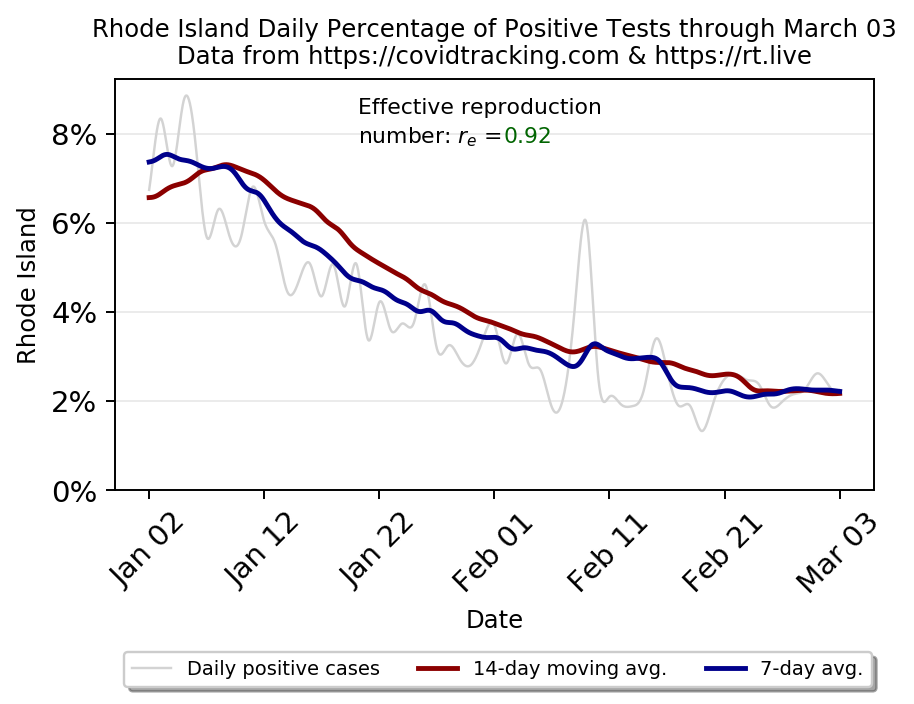 Rhode Island Daily Percentage of Positive Tests through March 03
Data from https://covidtracking.com & https://rt.live
Effective reproduction
number: rₑ =0.92
8%
6%
4%
2%
0%
Rhode Island
Jan 02
Jan 12
Jan 22
Feb 01
Feb 11
Feb 21
Mar 03
Date
Daily positive cases
14-day moving avg.
7-day avg.